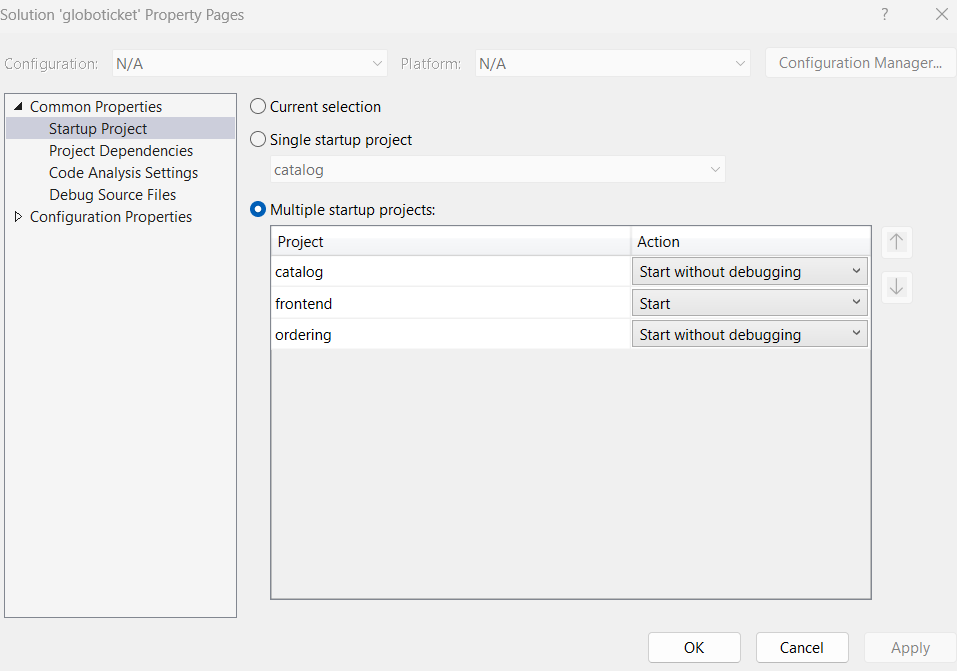 Solution 'globoticket' Property Pages ?
Configuration: N/A Platform: N/A Configuration Manager...
Common Properties
Startup Project
Project Dependencies
Code Analysis Settings
Debug Source Files
Configuration Properties
Current selection
Single startup project
catalog
Multiple startup projects:
Project Action
catalog Start without debugging
frontend Start
ordering Start without debugging
OK Cancel Apply